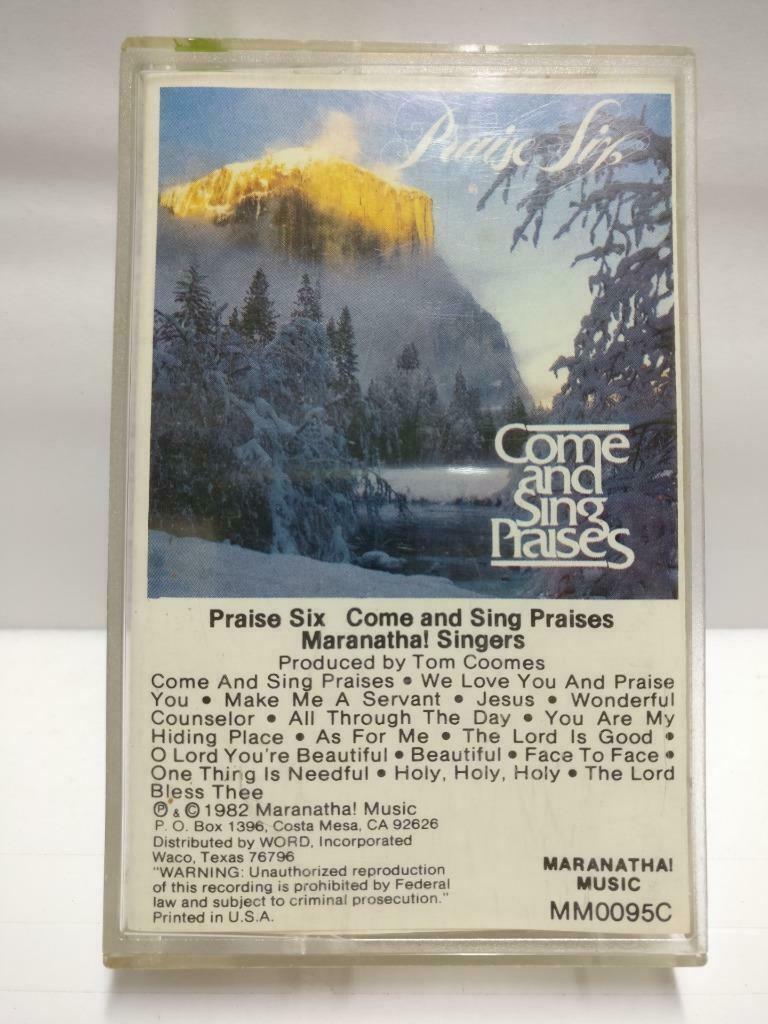 Praise Six
Come
and
Sing
Praises
Praise Six Come and Sing Praises
Maranatha! Singers
Produced by Tom Coomes
Come And Sing Praises • We Love You And Praise
You • Make Me A Servant • Jesus • Wonderful
Counselor • All Through The Day • You Are My
Hiding Place • As For Me • The Lord Is Good •
O Lord You're Beautiful • Beautiful • Face To Face •
One Thing Is Needful • Holy, Holy, Holy • The Lord
Bless Thee
℗ & © 1982 Maranatha! Music
P. O. Box 1396, Costa Mesa, CA 92626
Distributed by WORD, Incorporated
Waco, Texas 76796
"WARNING: Unauthorized reproduction
of this recording is prohibited by Federal
law and subject to criminal prosecution."
Printed in U.S.A.
MARANATHA!
MUSIC
MM0095C